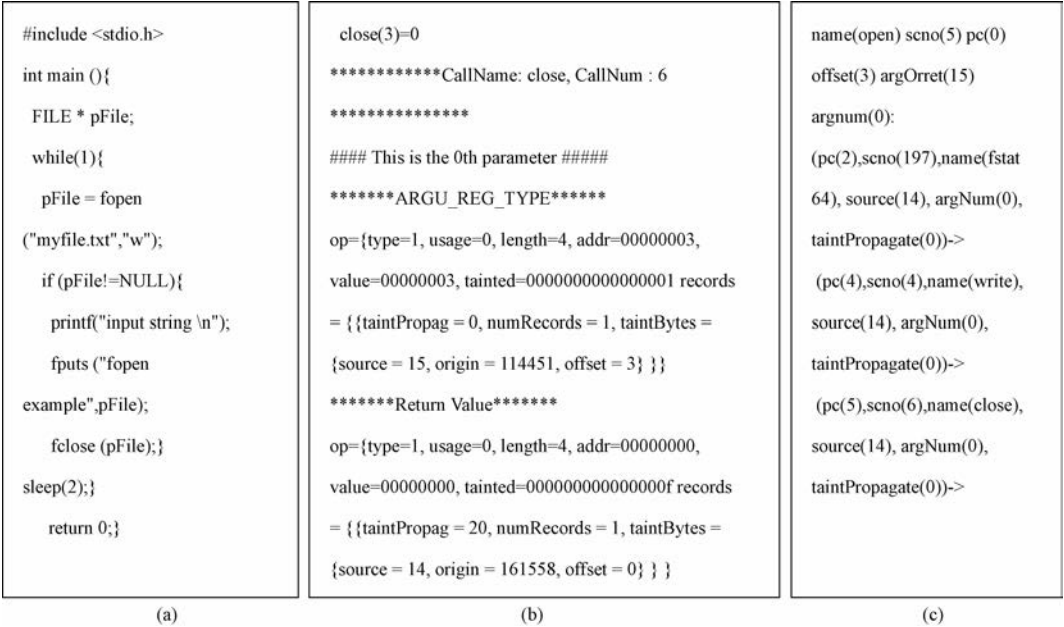 #include <stdio.h>
int main (){
FILE * pFile;
while(1){
pFile = fopen
("myfile.txt","w");
if (pFile!=NULL){
printf("input string \n");
fputs ("fopen
example",pFile);
fclose (pFile);}
sleep(2);}
return 0;}
(a)
close(3)=0
*************CallName: close, CallNum : 6
***************
#### This is the 0th parameter #####
*******ARGU_REG_TYPE******
op={type=1, usage=0, length=4, addr=00000003,
value=00000003, tainted=0000000000000001 records
= {{taintPropag = 0, numRecords = 1, taintBytes =
{source = 15, origin = 114451, offset = 3} }}
*******Return Value*******
op={type=1, usage=0, length=4, addr=00000000,
value=00000000, tainted=000000000000000f records
= {{taintPropag = 20, numRecords = 1, taintBytes =
{source = 14, origin = 161558, offset = 0} } }
(b)
name(open) scno(5) pc(0)
offset(3) argOrret(15)
argnum(0):
(pc(2),scno(197),name(fstat
64), source(14), argNum(0),
taintPropagate(0))->
(pc(4),scno(4),name(write),
source(14), argNum(0),
taintPropagate(0))->
(pc(5),scno(6),name(close),
source(14), argNum(0),
taintPropagate(0))->
(c)